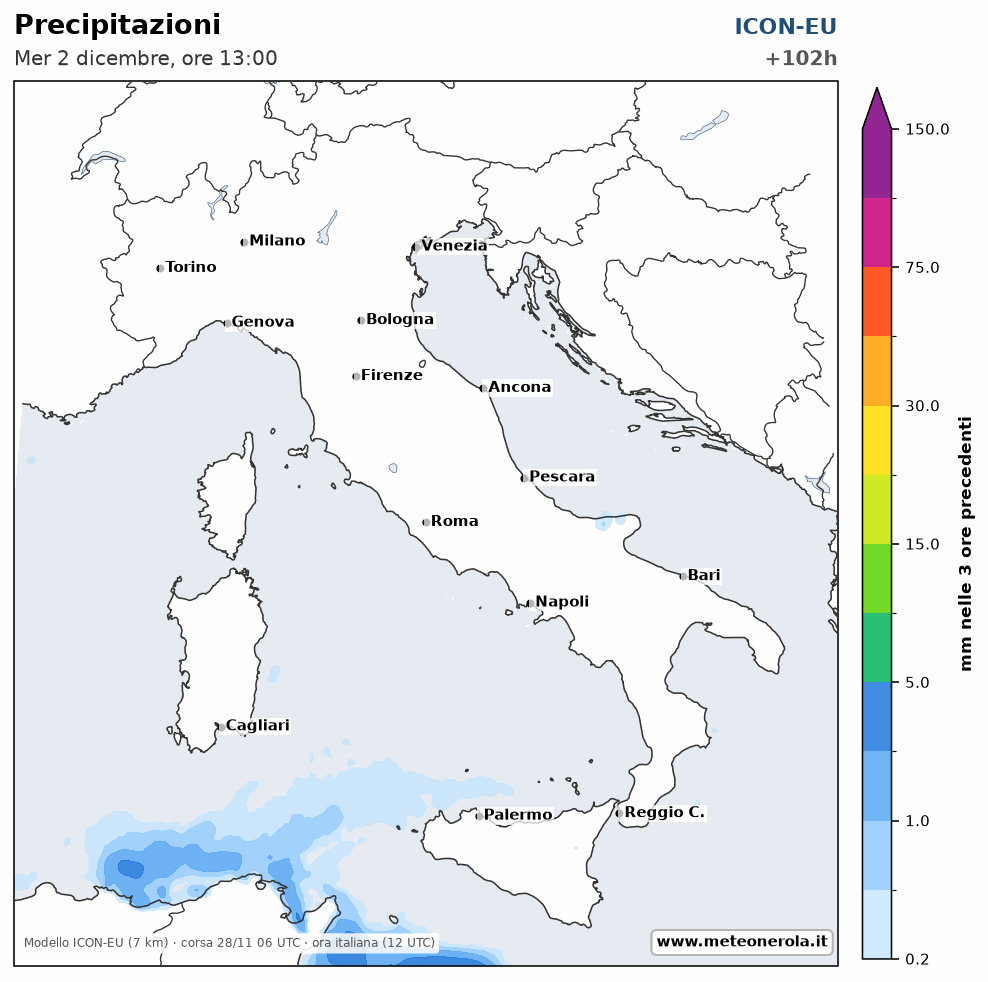 Precipitazioni
ICON-EU
Mer 2 dicembre, ore 13:00
+102h
150.0
75.0
30.0
15.0
5.0
1.0
0.2
mm nelle 3 ore precedenti
Milano
Venezia
Torino
Genova
Bologna
Firenze
Ancona
Pescara
Roma
Bari
Napoli
Cagliari
Palermo
Reggio C.
Modello ICON-EU (7 km) · corsa 28/11 06 UTC · ora italiana (12 UTC)
www.meteonerola.it